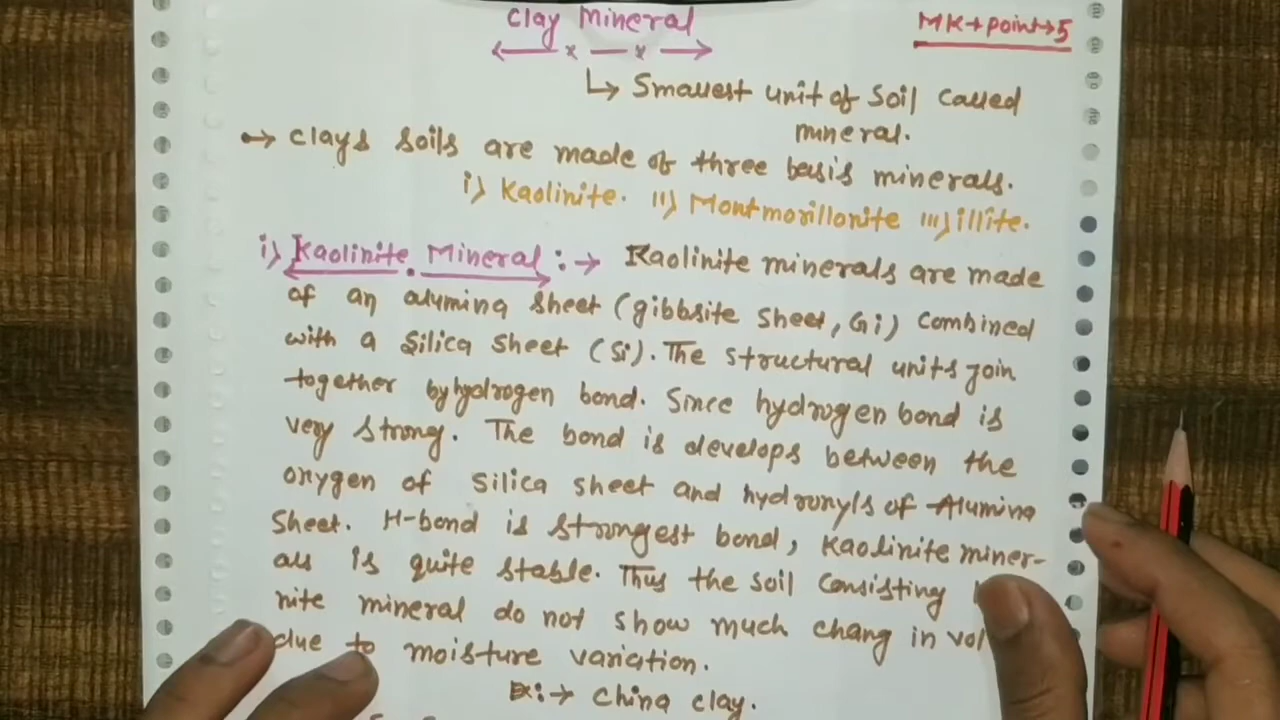 Clay Mineral
MK+point→5
↳ Smallest unit of soil called
mineral.
→ clays soils are made of three basis minerals.
i) Kaolinite. ii) Montmorillonite iii) illite.
i) Kaolinite Mineral :→ Kaolinite minerals are made
of an alumina sheet (gibbsite sheet, Gi) combined
with a silica sheet (Si). The structural units join
together by hydrogen bond. Since hydrogen bond is
very strong. The bond is develops between the
oxygen of silica sheet and hydroxyls of Alumina
sheet. H-bond is strongest bond, Kaolinite miner-
als is quite stable. Thus the soil consisting
nite mineral do not show much chang in vol
due to moisture variation.
Ex:→ China clay.